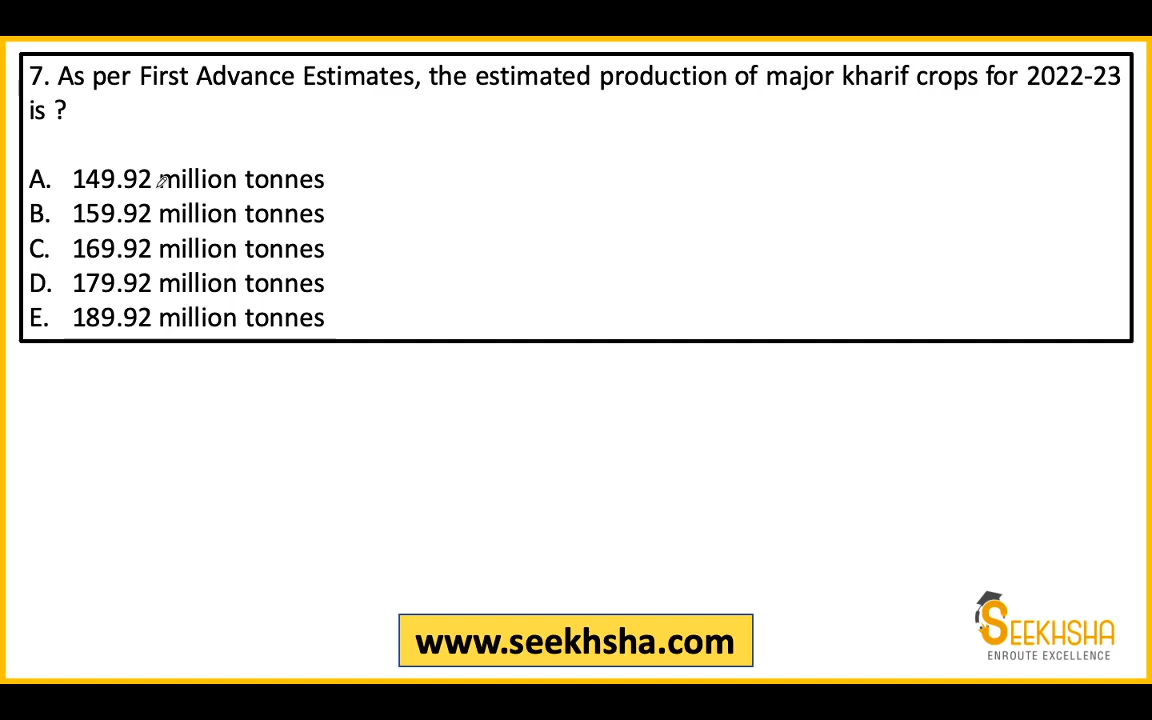 7. As per First Advance Estimates, the estimated production of major kharif crops for 2022-23
is ?
A. 149.92 million tonnes
B. 159.92 million tonnes
C. 169.92 million tonnes
D. 179.92 million tonnes
E. 189.92 million tonnes
www.seekhsha.com
SEEKHSHA
ENROUTE EXCELLENCE